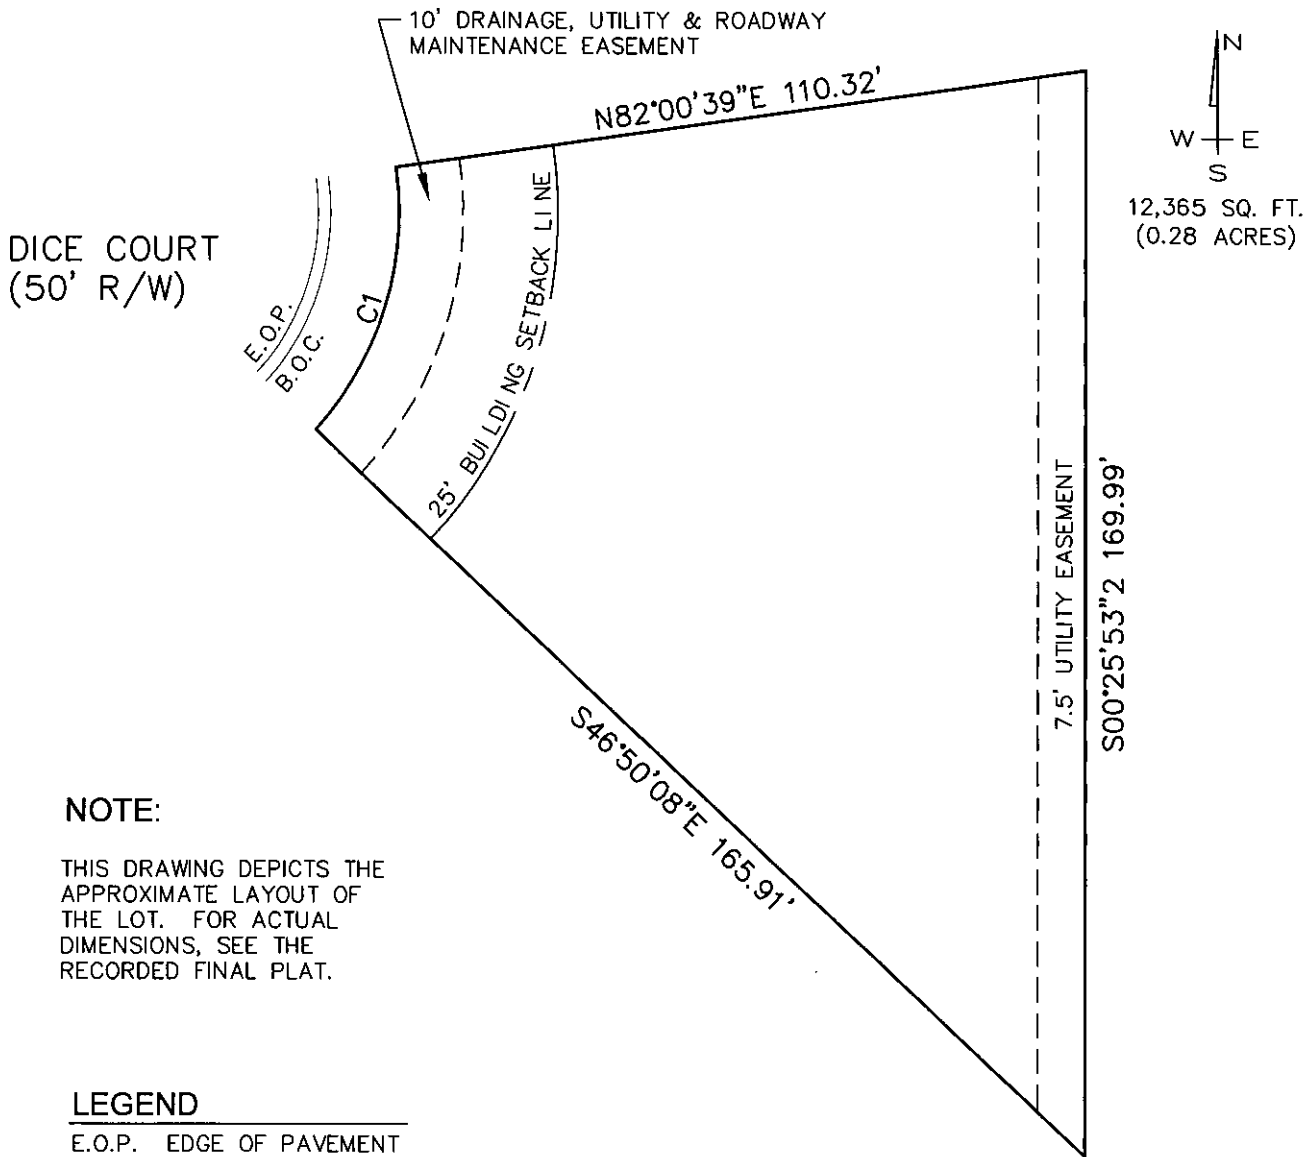 10' DRAINAGE, UTILITY & ROADWAY
MAINTENANCE EASEMENT
N82°00'39"E 110.32'
N
W E
S
12,365 SQ. FT.
(0.28 ACRES)
DICE COURT
(50' R/W)
E.O.P.
B.O.C.
C1
25' BUILDING SETBACK LINE
7.5' UTILITY EASEMENT
S00°25'53"2 169.99'
S46°50'08"E 165.91'
NOTE:
THIS DRAWING DEPICTS THE
APPROXIMATE LAYOUT OF
THE LOT. FOR ACTUAL
DIMENSIONS, SEE THE
RECORDED FINAL PLAT.
LEGEND
E.O.P. EDGE OF PAVEMENT